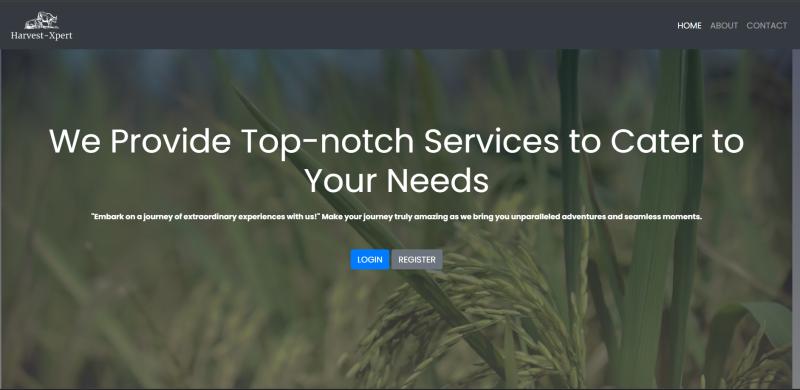 Harvest-Xpert
HOME ABOUT CONTACT
We Provide Top-notch Services to Cater to
Your Needs
"Embark on a journey of extraordinary experiences with us!" Make your journey truly amazing as we bring you unparalleled adventures and seamless moments.
LOGIN REGISTER